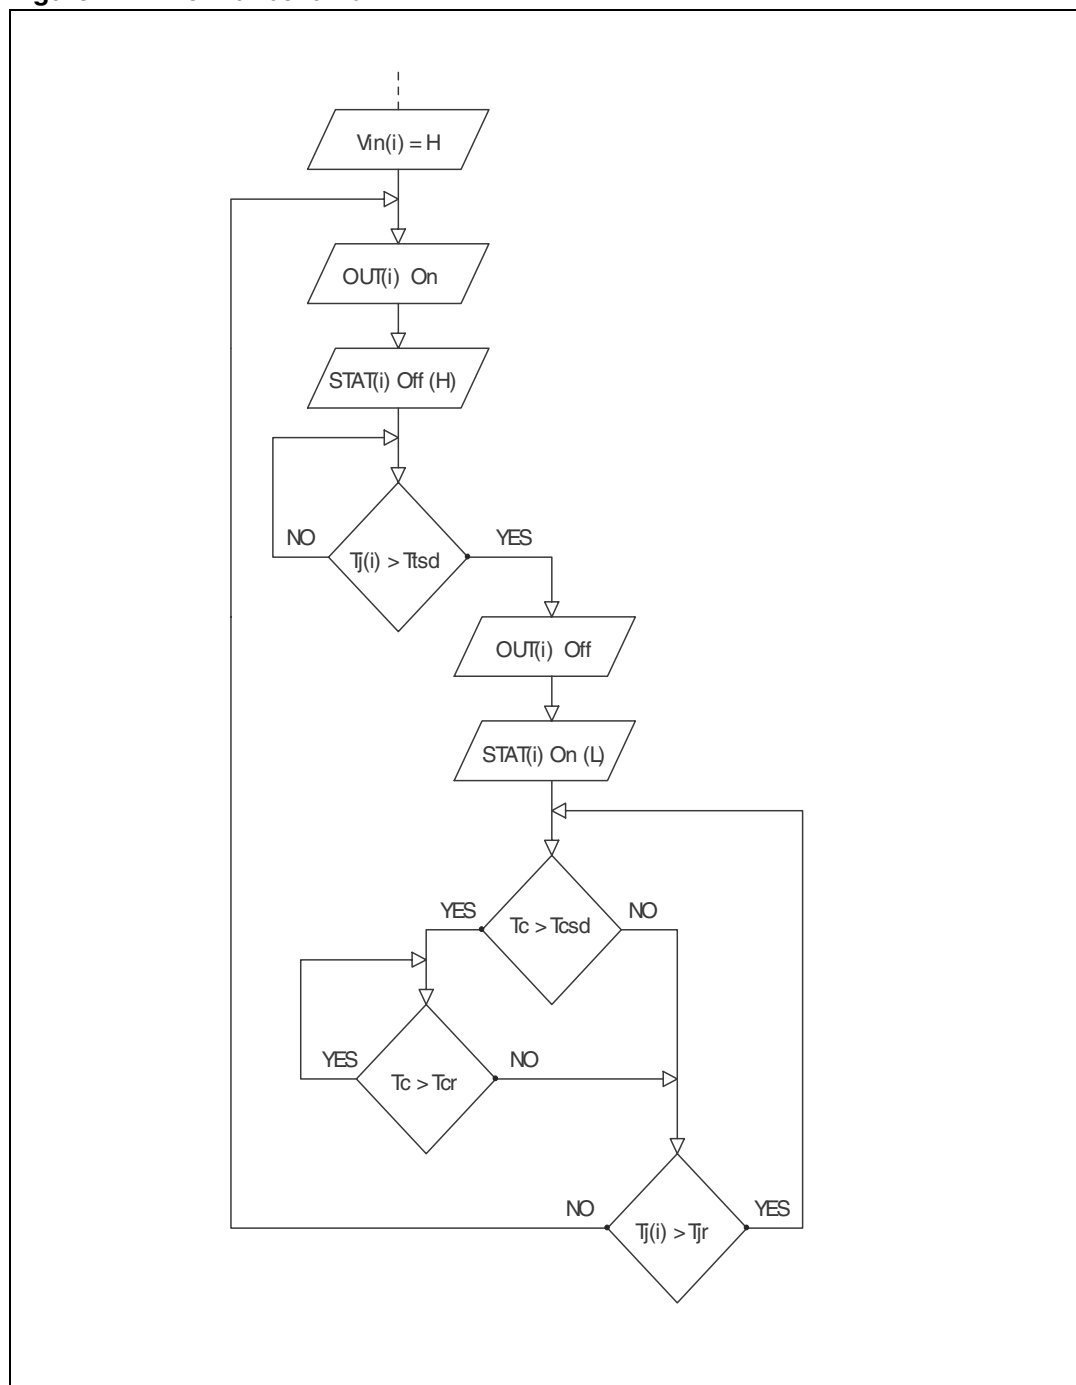 Vin(i) = H
OUT(i) On
STAT(i) Off (H)
NO
YES
Tj(i) > Ttsd
OUT(i) Off
STAT(i) On (L)
YES
NO
Tc > Tcsd
YES
NO
Tc > Tcr
NO
YES
Tj(i) > Tjr